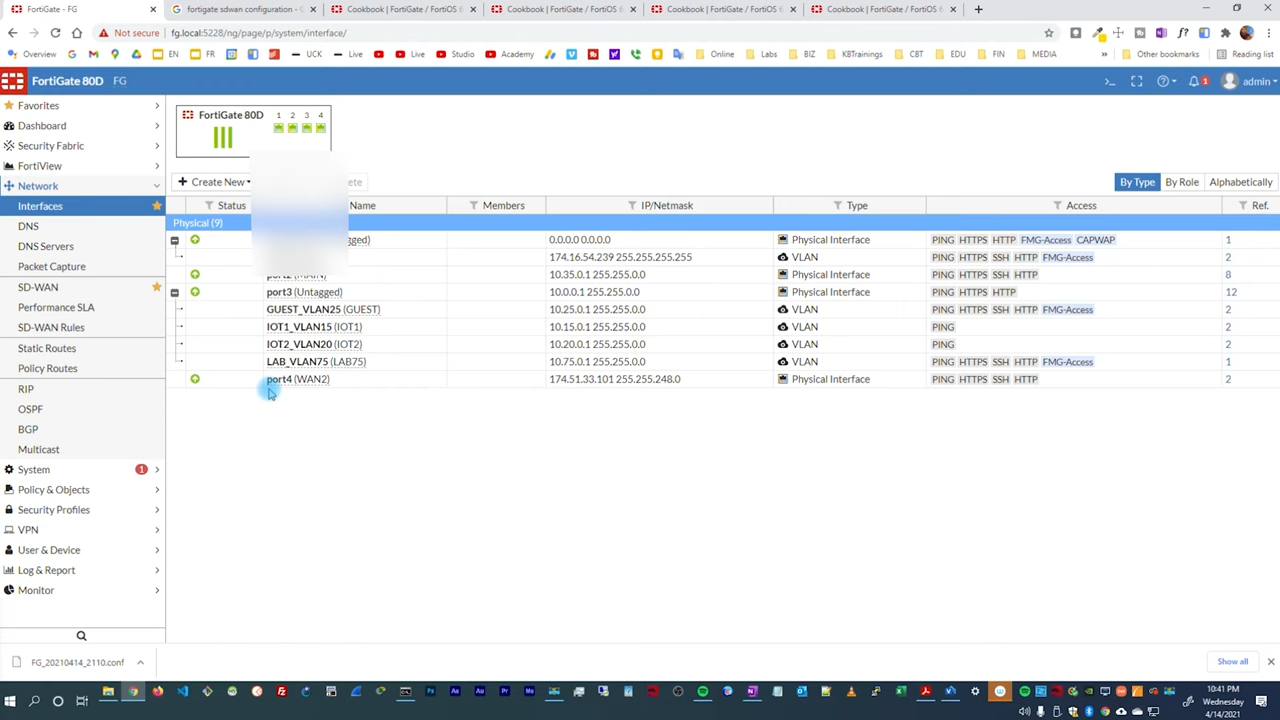 FortiGate - FG
fortigate sdwan configuration - G
Cookbook | FortiGate / FortiOS 6
Cookbook | FortiGate / FortiOS 6
Cookbook | FortiGate / FortiOS 6
Cookbook | FortiGate / FortiOS 6
Not secure | fg.local:5228/ng/page/p/system/interface/
Overview EN FR UCK Live Live Studio Academy Online Labs BIZ KBTrainings CBT EDU FIN MEDIA Other bookmarks Reading list
FortiGate 80D FG 1 admin
Favorites
Dashboard
Security Fabric
FortiView
Network
Interfaces
DNS
DNS Servers
Packet Capture
SD-WAN
Performance SLA
SD-WAN Rules
Static Routes
Policy Routes
RIP
OSPF
BGP
Multicast
System 1
Policy & Objects
Security Profiles
VPN
User & Device
Log & Report
Monitor
FortiGate 80D 1 2 3 4
Create New By Type By Role Alphabetically
Status Name Members IP/Netmask Type Access Ref.
Physical (9)
0.0.0.0 0.0.0.0 Physical Interface PING HTTPS HTTP FMG-Access CAPWAP 1
174.16.54.239 255.255.255.255 VLAN PING HTTPS SSH HTTP FMG-Access 2
port2 (MAIN) 10.35.0.1 255.255.0.0 Physical Interface PING HTTPS SSH HTTP 8
port3 (Untagged) 10.0.0.1 255.255.0.0 Physical Interface PING HTTPS HTTP 12
GUEST_VLAN25 (GUEST) 10.25.0.1 255.255.0.0 VLAN PING HTTPS SSH HTTP FMG-Access 2
IOT1_VLAN15 (IOT1) 10.15.0.1 255.255.0.0 VLAN PING 2
IOT2_VLAN20 (IOT2) 10.20.0.1 255.255.0.0 VLAN PING 2
LAB_VLAN75 (LAB75) 10.75.0.1 255.255.0.0 VLAN PING HTTPS SSH HTTP FMG-Access 2
port4 (WAN2) 174.51.33.101 255.255.248.0 Physical Interface PING HTTPS SSH HTTP 2
FG_20210414_2110.conf Show all
10:41 PM
Wednesday
4/14/2021